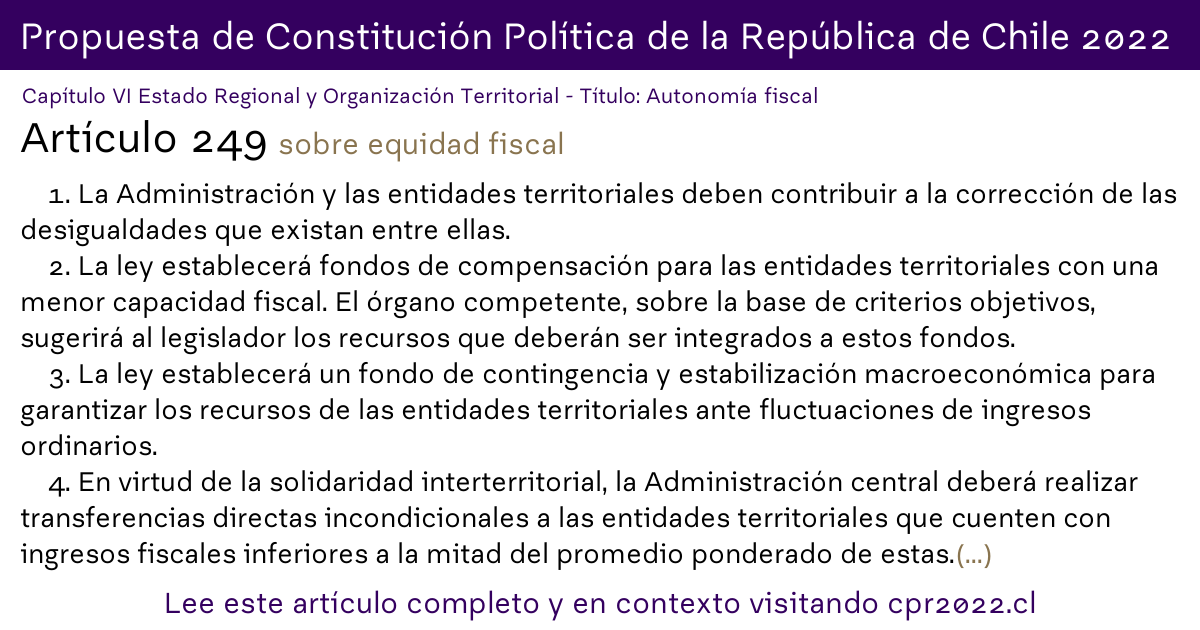 Propuesta de Constitución Política de la República de Chile 2022
Capítulo VI Estado Regional y Organización Territorial - Título: Autonomía fiscal
Artículo 249 sobre equidad fiscal
1. La Administración y las entidades territoriales deben contribuir a la corrección de las
desigualdades que existan entre ellas.
2. La ley establecerá fondos de compensación para las entidades territoriales con una
menor capacidad fiscal. El órgano competente, sobre la base de criterios objetivos,
sugerirá al legislador los recursos que deberán ser integrados a estos fondos.
3. La ley establecerá un fondo de contingencia y estabilización macroeconómica para
garantizar los recursos de las entidades territoriales ante fluctuaciones de ingresos
ordinarios.
4. En virtud de la solidaridad interterritorial, la Administración central deberá realizar
transferencias directas incondicionales a las entidades territoriales que cuenten con
ingresos fiscales inferiores a la mitad del promedio ponderado de estas.(...)
Lee este artículo completo y en contexto visitando cpr2022.cl